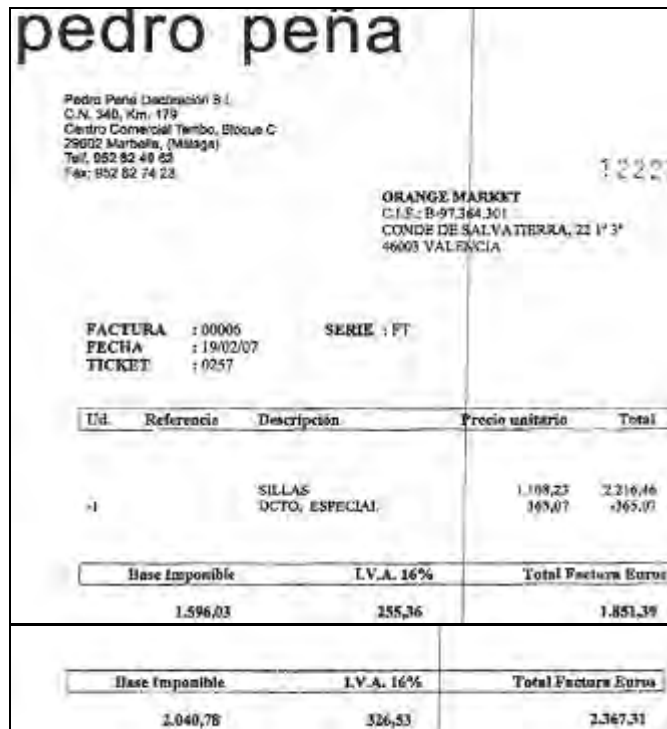 pedro peña
Pedro Peña Decoración S.L.
C.N. 340, Km. 179
Centro Comercial Tembo, Bloque C
29602 Marbella, (Málaga)
Telf. 952 82 40 62
Fax: 952 82 74 23
1222
ORANGE MARKET
C.I.F.: B-97.364.301
CONDE DE SALVATIERRA, 22 1º 3ª
46003 VALENCIA
FACTURA : 00006 SERIE : FT
FECHA : 19/02/07
TICKET : 0257
Ud. Referencia Descripción Precio unitario Total
SILLAS 1.108,23 2.216,46
-1 DCTO. ESPECIAL 365,07 -365,07
Base Imponible I.V.A. 16% Total Factura Euros
1.596,03 255,36 1.851,39
Base Imponible I.V.A. 16% Total Factura Euros
2.040,78 326,53 2.367,31